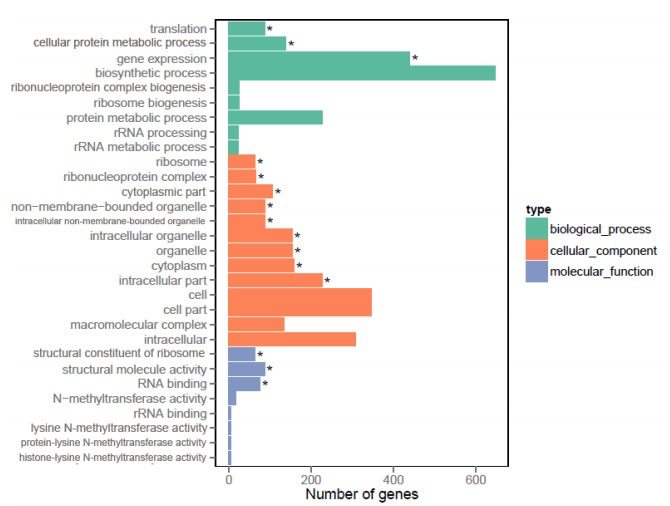 translation
*
cellular protein metabolic process
*
gene expression
*
biosynthetic process
ribonucleoprotein complex biogenesis
ribosome biogenesis
protein metabolic process
rRNA processing
rRNA metabolic process
ribosome
*
ribonucleoprotein complex
*
cytoplasmic part
*
non−membrane−bounded organelle
*
intracellular non-membrane-bounded organelle
*
intracellular organelle
*
organelle
*
cytoplasm
*
intracellular part
*
cell
cell part
macromolecular complex
intracellular
structural constituent of ribosome
*
structural molecule activity
*
RNA binding
*
N−methyltransferase activity
rRNA binding
lysine N-methyltransferase activity
protein-lysine N-methyltransferase activity
histone-lysine N-methyltransferase activity
0 200 400 600
Number of genes
type
biological_process
cellular_component
molecular_function